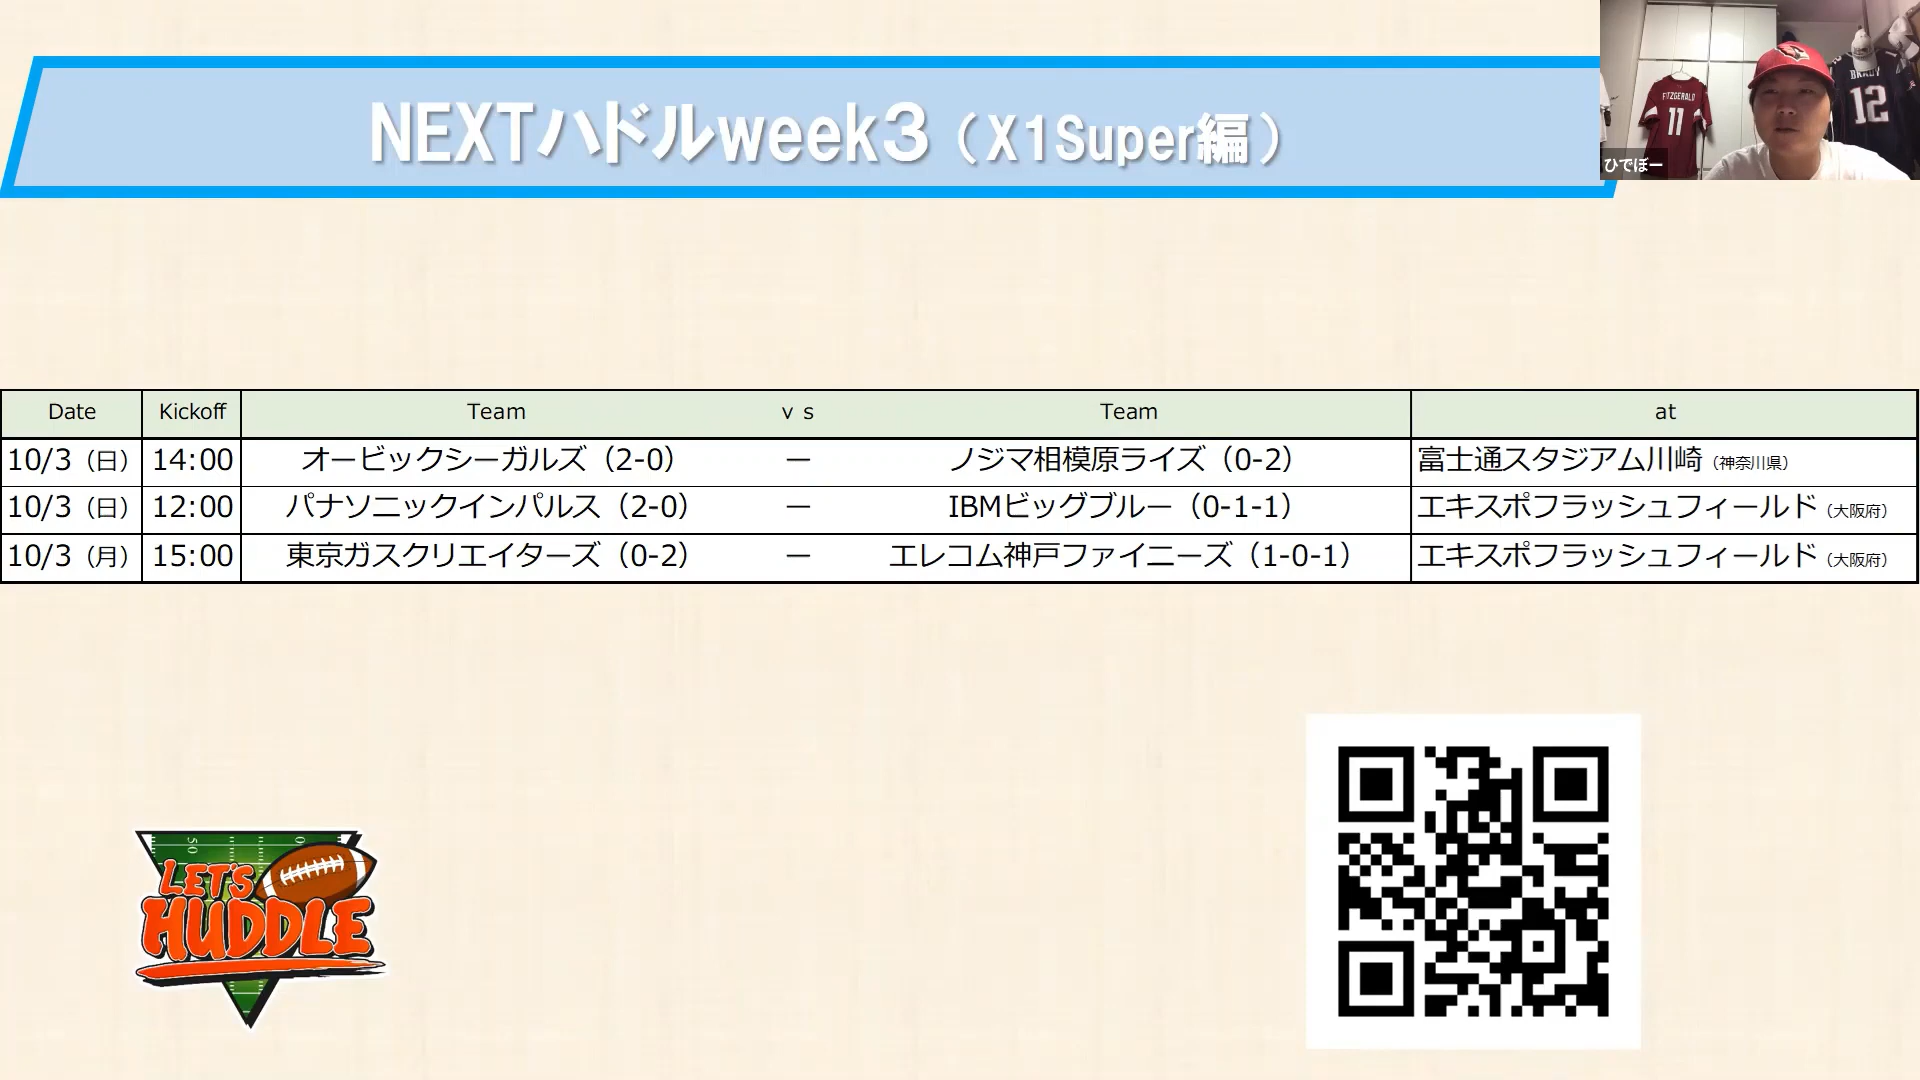 NEXTハドルweek3（X1Super編）
FITZGERALD
11
BRADY
12
ひでぼー
Date Kickoff Team v s Team at
10/3（日） 14:00 オービックシーガルズ（2-0） ー ノジマ相模原ライズ（0-2） 富士通スタジアム川崎（神奈川県）
10/3（日） 12:00 パナソニックインパルス（2-0） ー IBMビッグブルー（0-1-1） エキスポフラッシュフィールド（大阪府）
10/3（月） 15:00 東京ガスクリエイターズ（0-2） ー エレコム神戸ファイニーズ（1-0-1） エキスポフラッシュフィールド（大阪府）
50
LET'S
HUDDLE